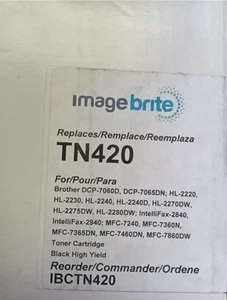 imagebrite
Replaces/Remplace/Reemplaza
TN420
For/Pour/Para
Brother DCP-7060D, DCP-7065DN; HL-2220,
HL-2230, HL-2240, HL-2240D, HL-2270DW,
HL-2275DW, HL-2280DW; IntelliFax-2840,
IntelliFax-2940; MFC-7240, MFC-7360N,
MFC-7365DN, MFC-7460DN, MFC-7860DW
Toner Cartridge
Black High Yield
Reorder/Commander/Ordene
IBCTN420